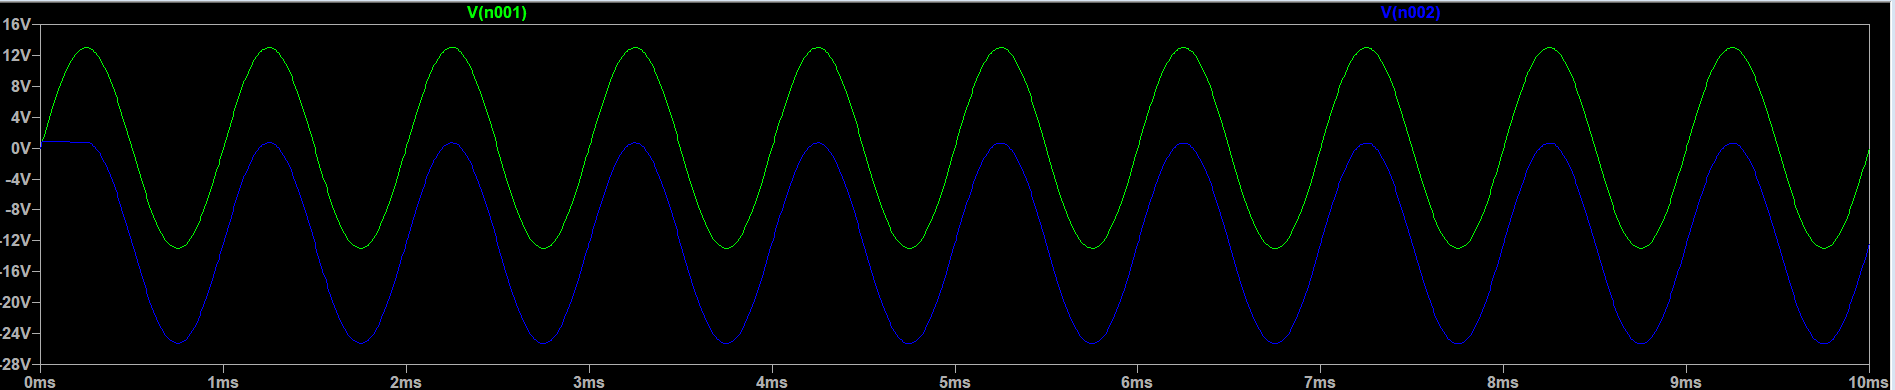 V(n001) V(n002)
16V
12V
8V
4V
0V
-4V
-8V
-12V
-16V
-20V
-24V
-28V
0ms 1ms 2ms 3ms 4ms 5ms 6ms 7ms 8ms 9ms 10ms